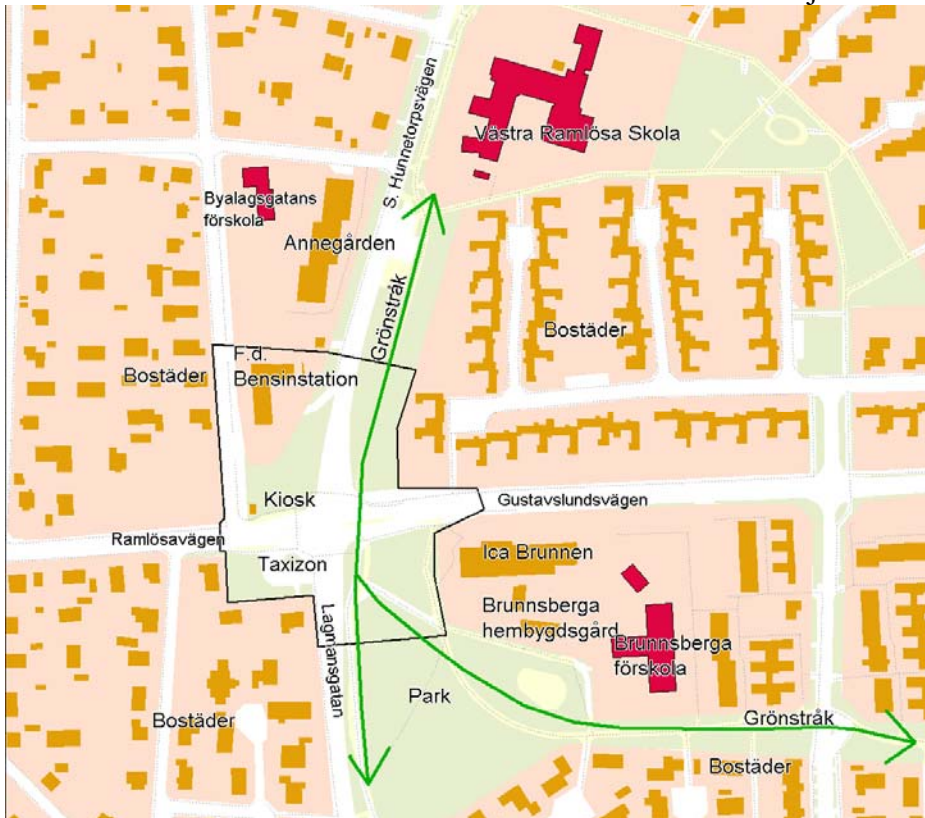 Västra Ramlösa Skola
S. Hunnetorpsvägen
Byalagsgatans
förskola
Annegården
Grönstråk
Bostäder
F.d.
Bensinstation
Bostäder
Kiosk
Gustavslundsvägen
Ramlösavägen
Taxizon
Ica Brunnen
Brunnsberga
hembygdsgård
Brunnsberga
förskola
Lagmansgatan
Park
Bostäder
Grönstråk
Bostäder